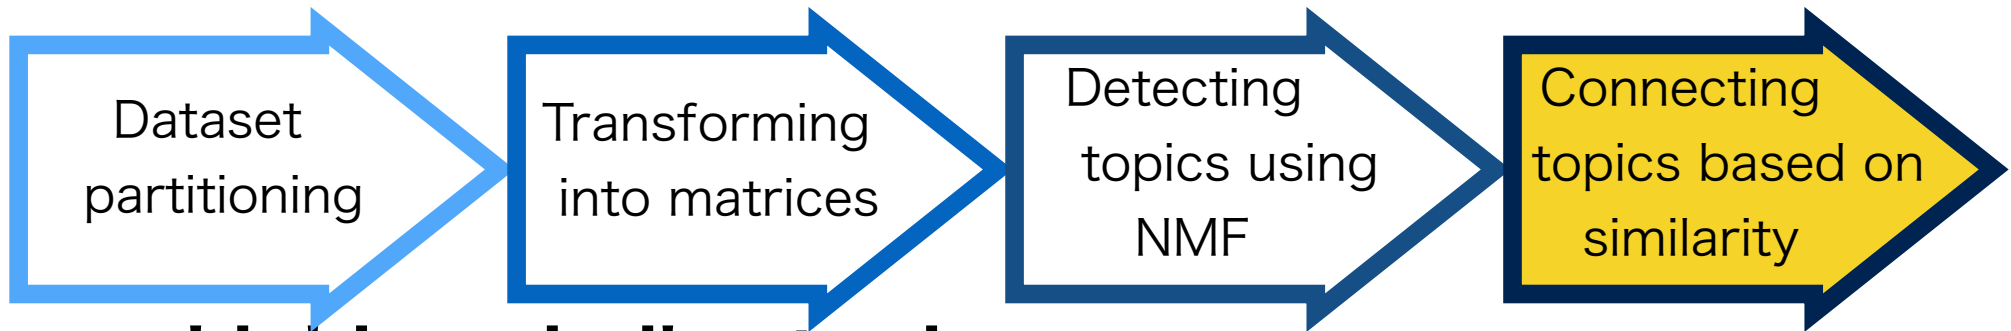 Dataset
partitioning
Transforming
into matrices
Detecting
topics using
NMF
Connecting
topics based on
similarity